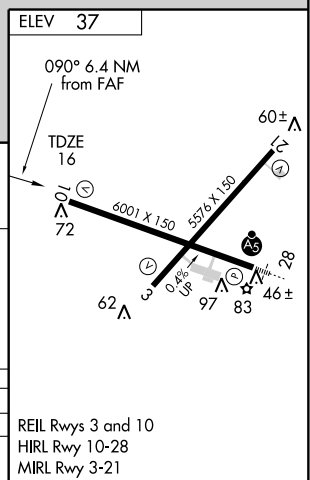 ELEV 37
090° 6.4 NM
from FAF
TDZE
16
60±
21
V
V
10
72
6001 X 150
5576 X 150
A5
28
V
0.4%
UP
P
46±
3
62
97
83
REIL Rwys 3 and 10
HIRL Rwy 10-28
MIRL Rwy 3-21